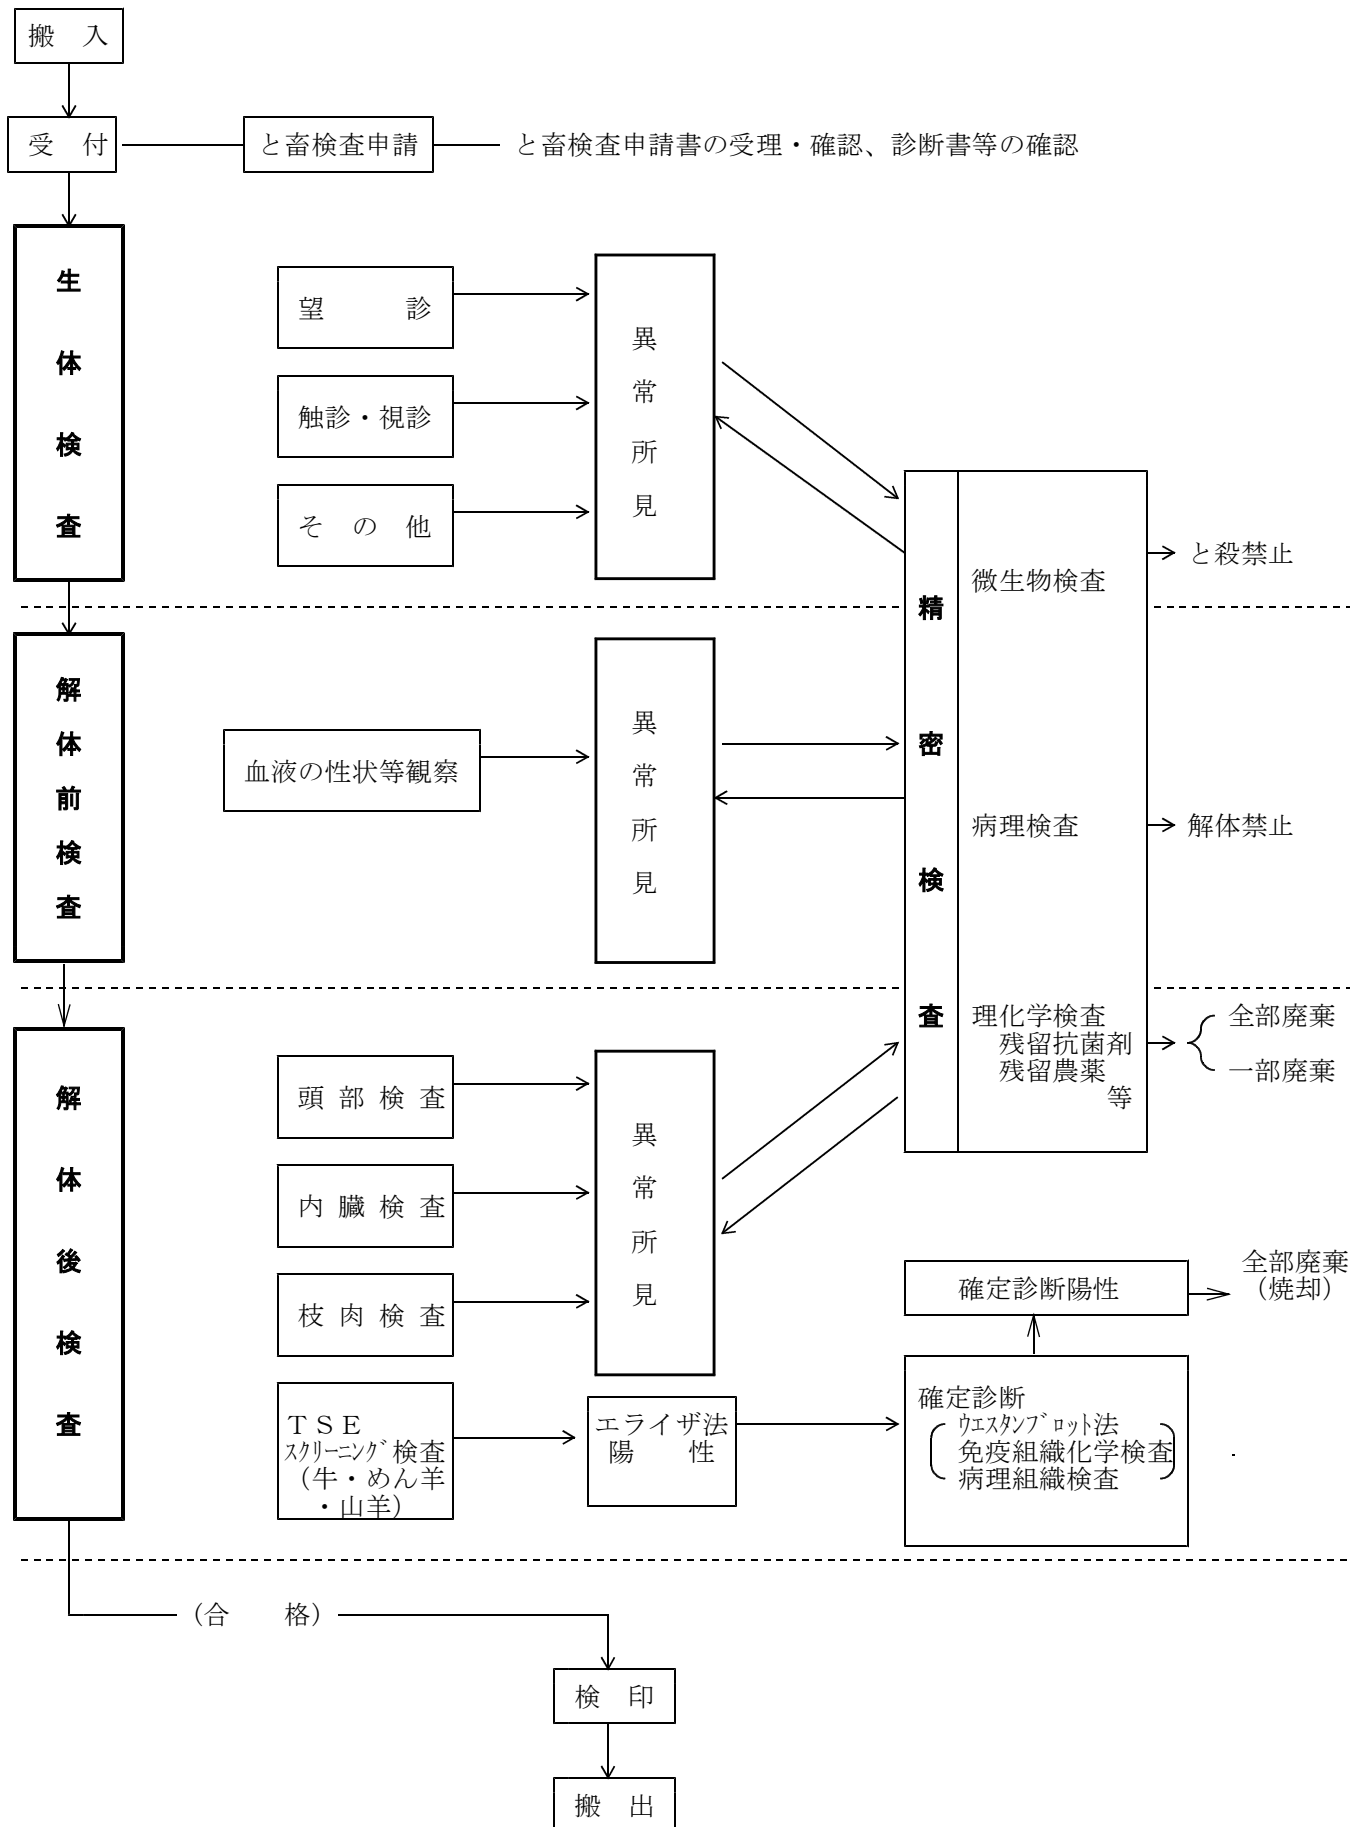 搬　入
受　付
と畜検査申請
と畜検査申請書の受理・確認、診断書等の確認
生体検査
望　　　診
触診・視診
そ　の　他
異常所見
精密検査
微生物検査
と殺禁止
解体前検査
血液の性状等観察
異常所見
病理検査
解体禁止
理化学検査
残留抗菌剤
残留農薬
等
全部廃棄
一部廃棄
解体後検査
頭 部 検 査
内 臓 検 査
枝 肉 検 査
異常所見
ＴＳＥ
ｽｸﾘｰﾆﾝｸﾞ検査
（牛・めん羊
・山羊）
エライザ法
陽　　性
確定診断陽性
全部廃棄
（焼却）
確定診断
ｳｴｽﾀﾝﾌﾞﾛｯﾄ法
免疫組織化学検査
病理組織検査
（合　　格）
検　印
搬　出